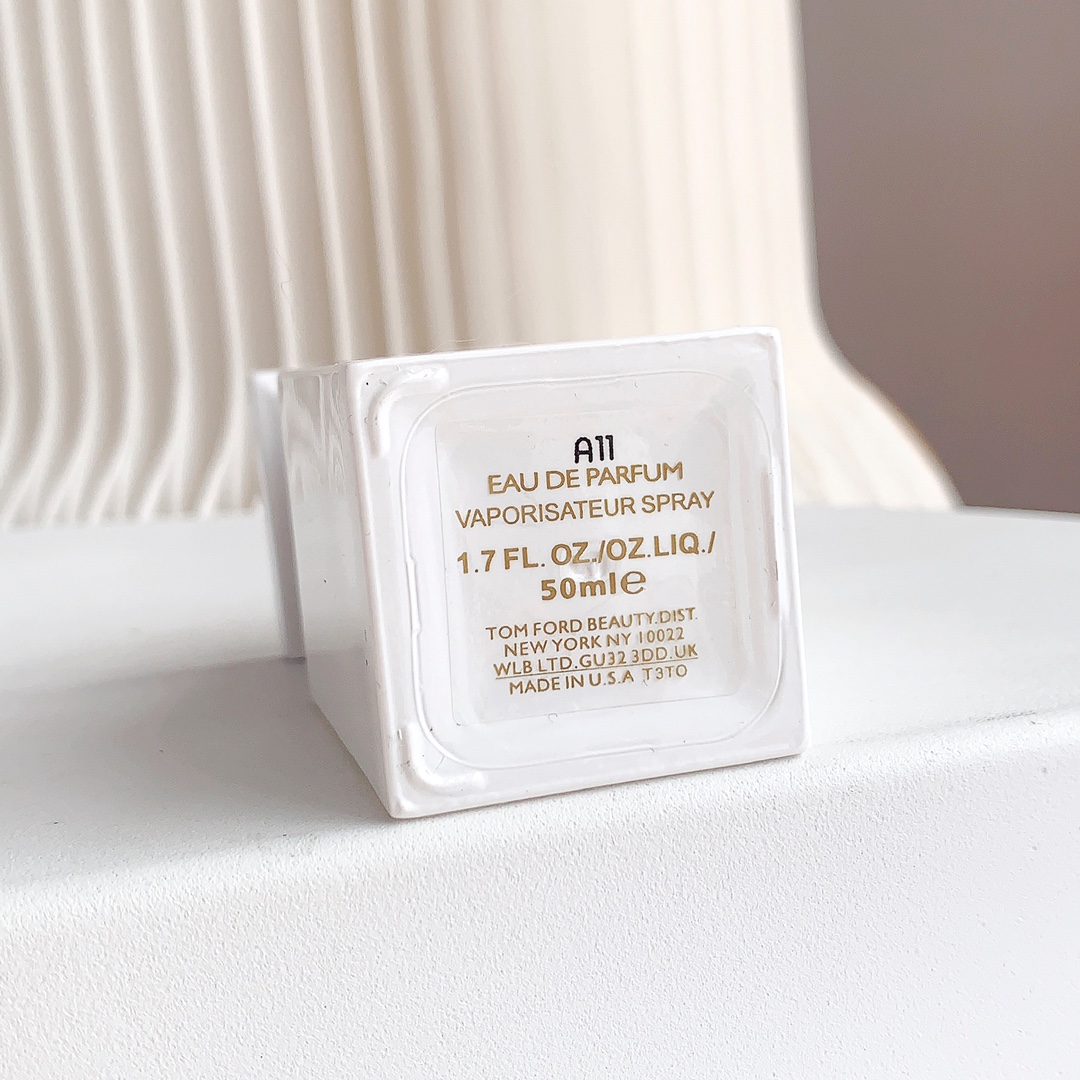 A11
EAU DE PARFUM
VAPORISATEUR SPRAY
1.7 FL. OZ./OZ.LIQ./
50ml℮
TOM FORD BEAUTY.DIST.
NEW YORK NY 10022
WLB LTD.GU32 3DD.UK
MADE IN U.S.A T3TO